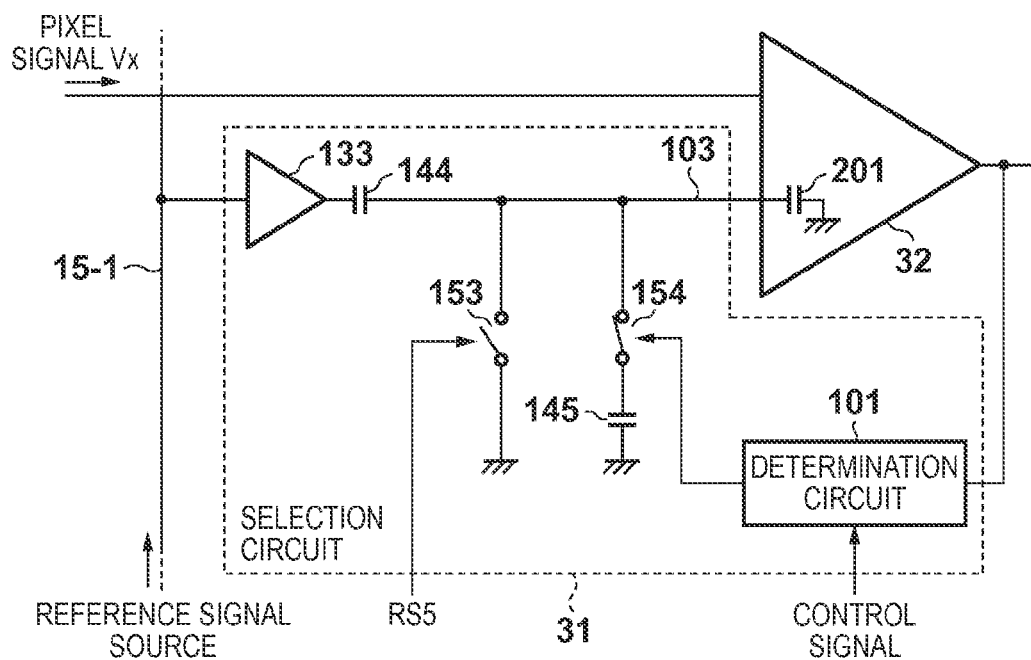 PIXEL
SIGNAL Vx
133
144
103
201
32
15-1
153
154
145
101
DETERMINATION
CIRCUIT
SELECTION
CIRCUIT
REFERENCE SIGNAL
SOURCE
RS5
31
CONTROL
SIGNAL